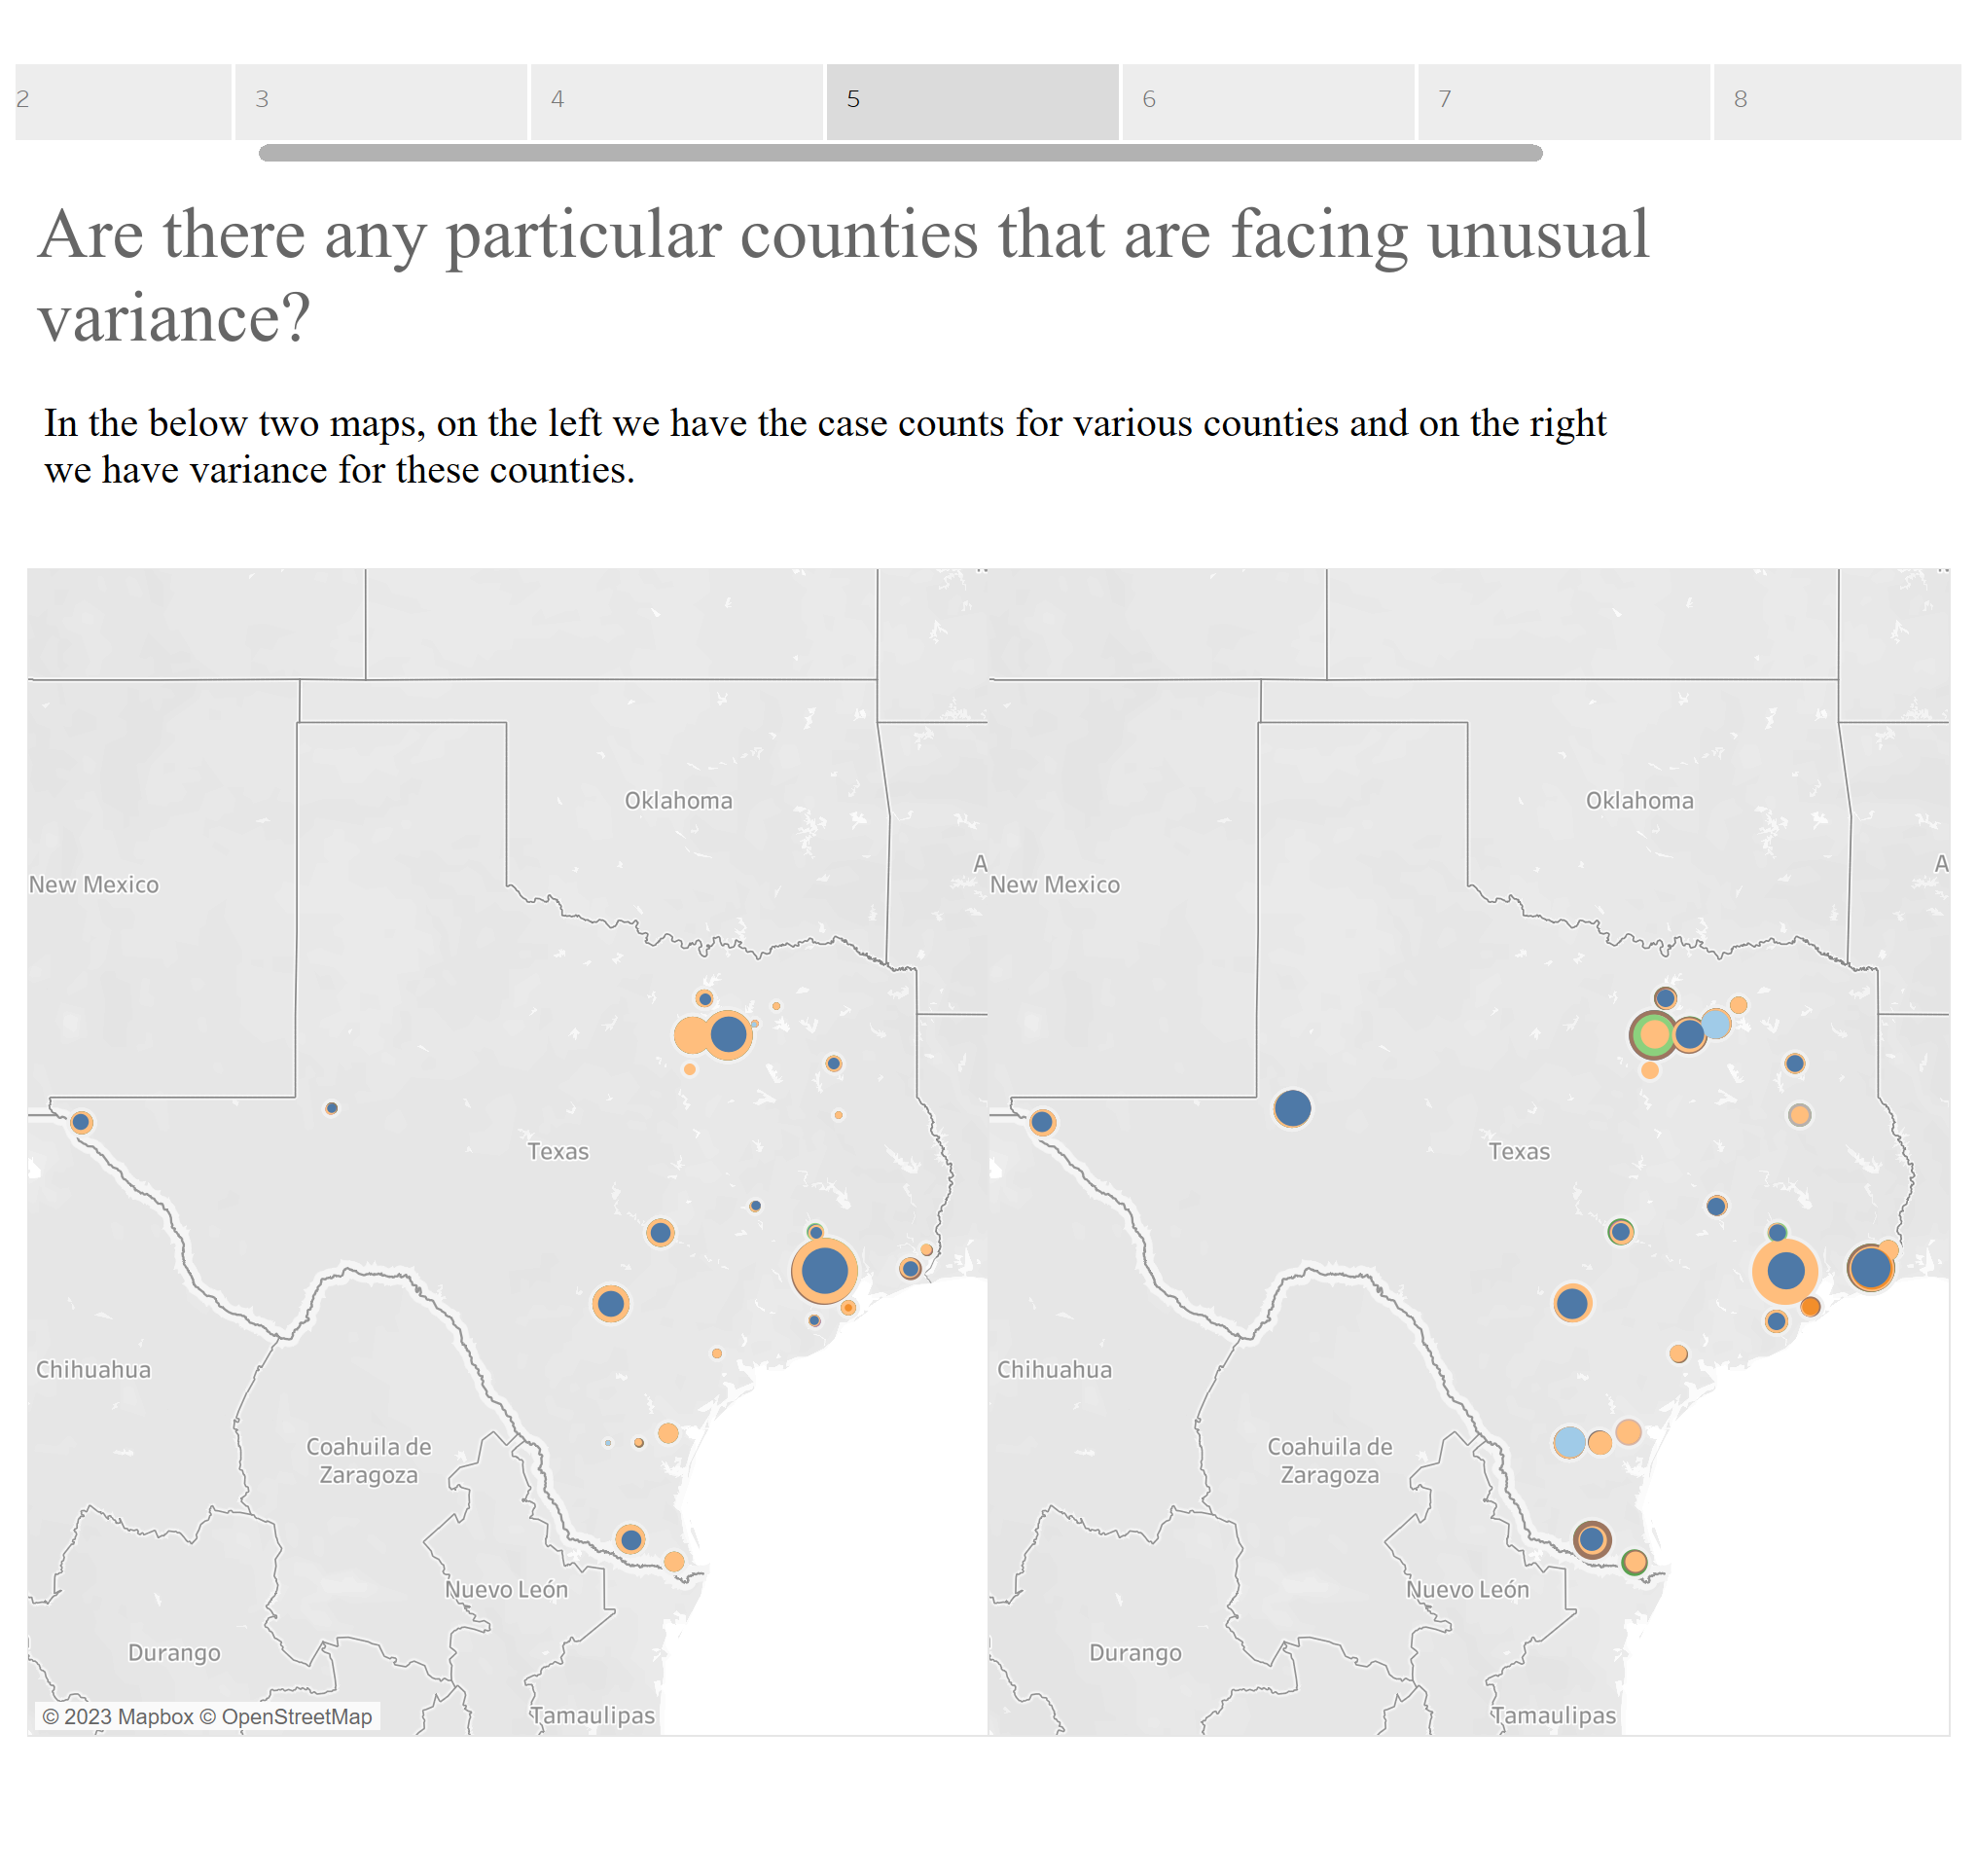 2
3
4
5
6
7
8
Are there any particular counties that are facing unusual
variance?
In the below two maps, on the left we have the case counts for various counties and on the right
we have variance for these counties.
Oklahoma
New Mexico
A
Texas
Chihuahua
Coahuila de
Zaragoza
Nuevo León
Durango
Tamaulipas
© 2023 Mapbox © OpenStreetMap
Oklahoma
New Mexico
A
Texas
Chihuahua
Coahuila de
Zaragoza
Nuevo León
Durango
Tamaulipas